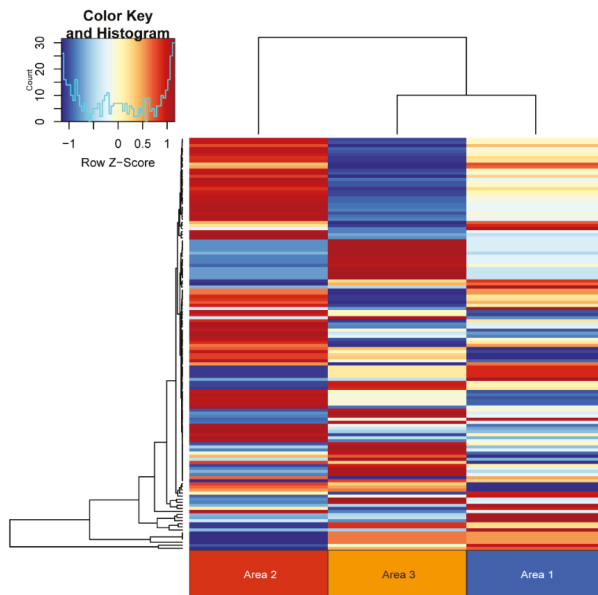 Color Key
and Histogram
Count
0 10 20 30
−1 0 0.5 1
Row Z-Score
Area 2 Area 3 Area 1